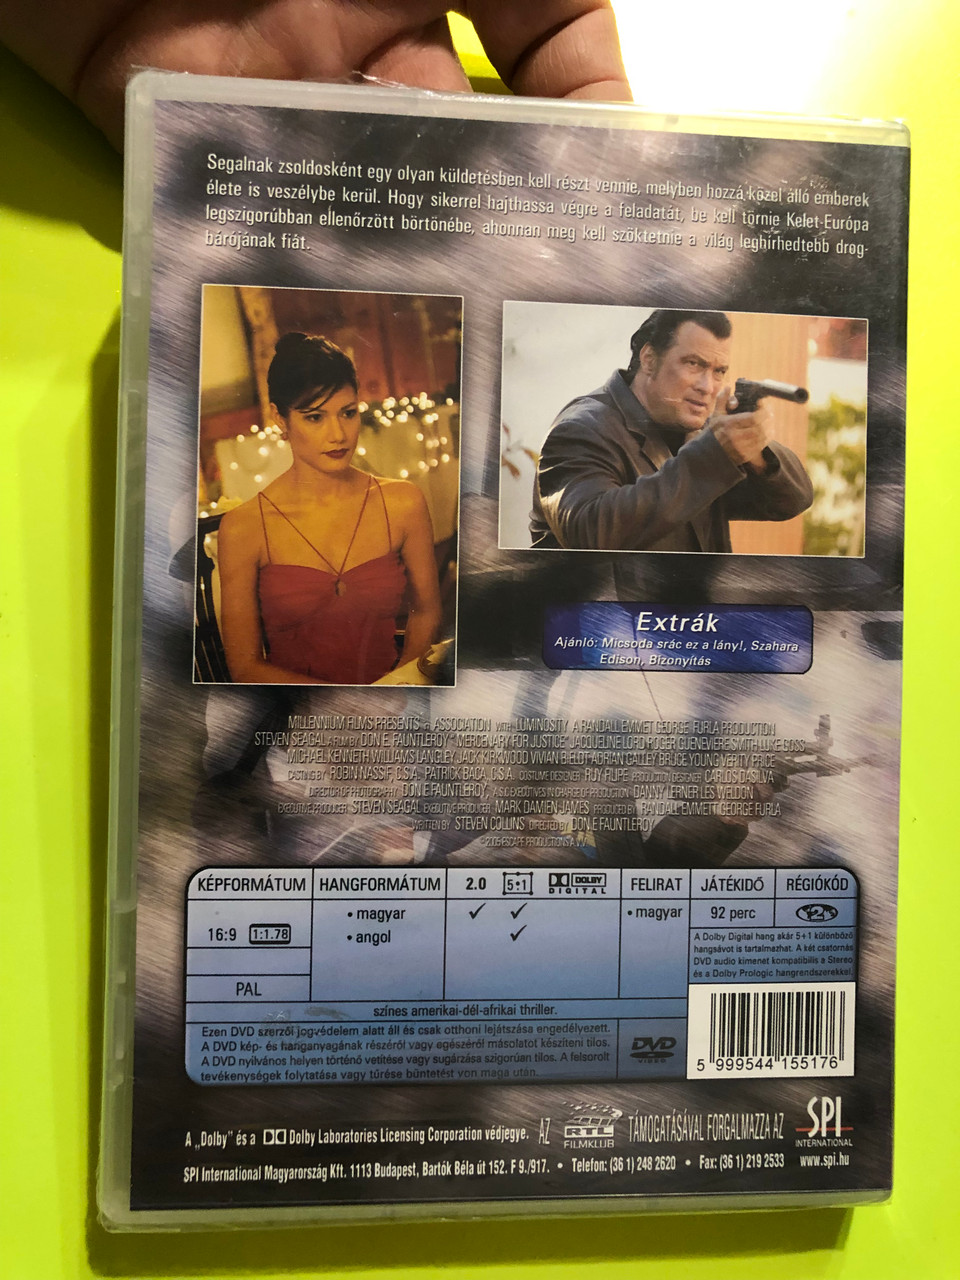 Segalnak zsoldosként egy olyan küldetésben kell részt vennie, melyben hozzá közel álló emberek
élete is veszélybe kerül. Hogy sikerrel hajthassa végre a feladatát, be kell törnie Kelet-Európa
legszigorúbban ellenőrzött börtönébe, ahonnan meg kell szöktetnie a világ leghírhedtebb drog-
bárójának fiát.
Extrák
Ajánló: Micsoda srác ez a lány!, Szahara
Edison, Bizonyítás
MILLENNIUM FILMS PRESENTS ASSOCIATION WITH LUMINOSITY A RANDALL EMMET GEORGE FURLA PRODUCTION
STEVEN SEAGAL A FILM BY DON E. FAUNTLEROY "MERCENARY FOR JUSTICE" JACQUELINE LORD ROGER GUENEVIERE SMITH LUKE GOSS
MICHAEL KENNETH WILLIAMS LANGLEY JACK KIRKWOOD VIVIAN BIELDT ADRIAN GALLEY BRUCE YOUNG VERITY PRICE
CASTING BY ROBIN NASSIF, C.S.A. PATRICK BACA, C.S.A. COSTUME DESIGNER RUY FILIPE PRODUCTION DESIGNER CARLOS DASILVA
DIRECTOR OF PHOTOGRAPHY DON E FAUNTLEROY, EXECUTIVES IN CHARGE OF PRODUCTION DANNY LERNER LES WELDON
EXECUTIVE PRODUCER STEVEN SEAGAL EXECUTIVE PRODUCER MARK DAMIEN JAMES PRODUCED BY RANDALL EMMETT GEORGE FURLA
WRITTEN BY STEVEN COLLINS DIRECTED BY DON E FAUNTLEROY
ESCAPE PRODUCTIONS
KÉPFORMÁTUM HANGFORMÁTUM 2.0 5•1 DOLBY DIGITAL FELIRAT JÁTÉKIDŐ RÉGIÓKÓD
16:9 1:1.78 • magyar ✓ ✓ • magyar 92 perc 2
• angol ✓
PAL
A Dolby Digital hang akár 5+1 különböző
hangsávot is tartalmazhat. A két csatornás
DVD audio kimenet kompatibilis a Stereo
és a Dolby Prologic hangrendszerekkel.
színes amerikai-dél-afrikai thriller.
Ezen DVD szerzői jogvédelem alatt áll és csak otthoni lejátszása engedélyezett.
A DVD kép- és hanganyagának részéről vagy egészéről másolatot készíteni tilos.
A DVD nyilvános helyen történő vetítése vagy sugárzása szigorúan tilos. A felsorolt
tevékenységek folytatása vagy tűrése büntetést von maga után.
DVD
VIDEO
5 999544 155176
A „Dolby" és a Dolby Laboratories Licensing Corporation védjegye. AZ RTL FILMKLUB TÁMOGATÁSÁVAL FORGALMAZZA AZ SPI INTERNATIONAL
SPI International Magyarország Kft. 1113 Budapest, Bartók Béla út 152. F 9./917. • Telefon: (36 1) 248 2620 • Fax: (36 1) 219 2533 www.spi.hu